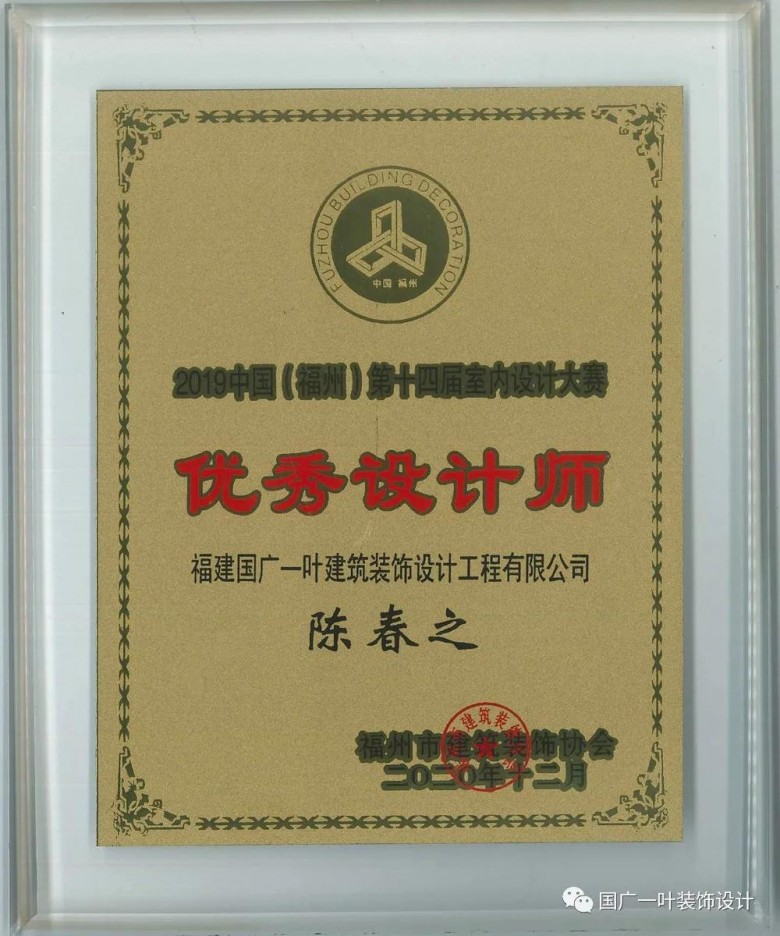 FUZHOU BUILDING DECORATION
中国 福州
2019中国（福州）第十四届室内设计大赛
优秀设计师
福建国广一叶建筑装饰设计工程有限公司
陈春之
福州市建筑装饰协会
二〇二〇年十二月
建筑装饰
国广一叶装饰设计